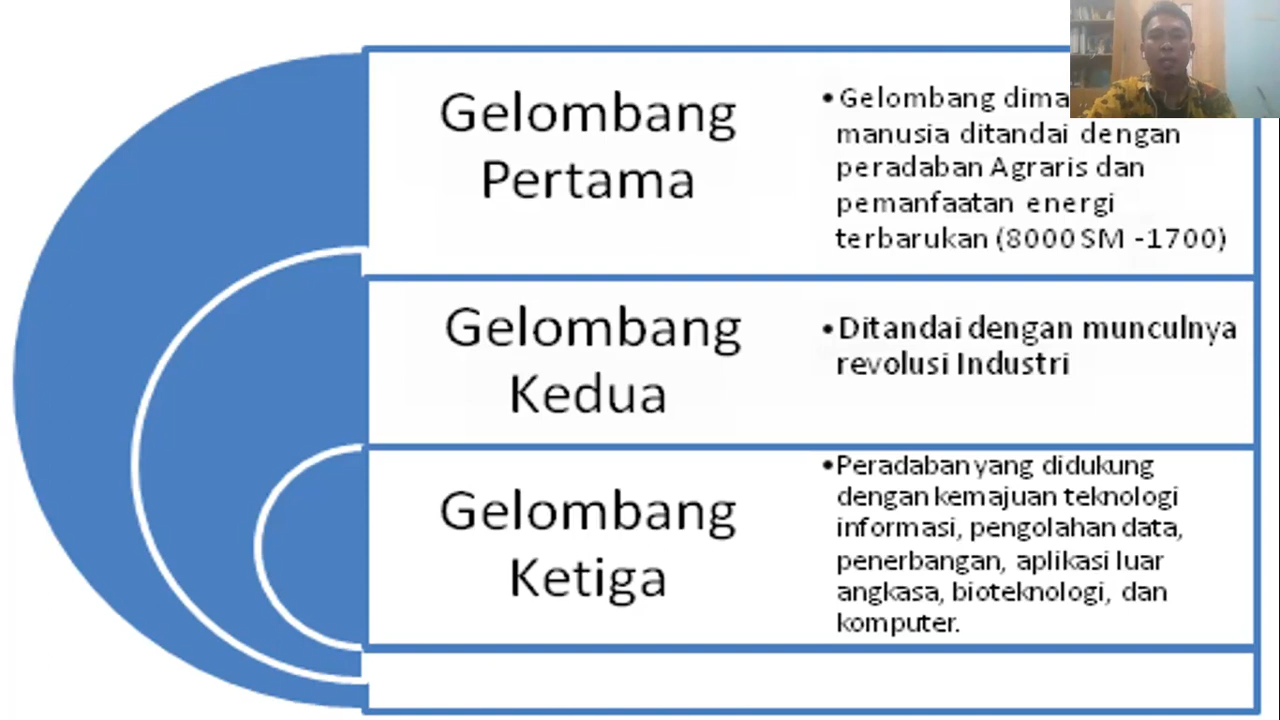 Gelombang
Pertama
•Gelombang dima
manusia ditandai dengan
peradaban Agraris dan
pemanfaatan energi
terbarukan (8000 SM -1700)
Gelombang
Kedua
•Ditandai dengan munculnya
revolusi Industri
Gelombang
Ketiga
•Peradaban yang didukung
dengan kemajuan teknologi
informasi, pengolahan data,
penerbangan, aplikasi luar
angkasa, bioteknologi, dan
komputer.